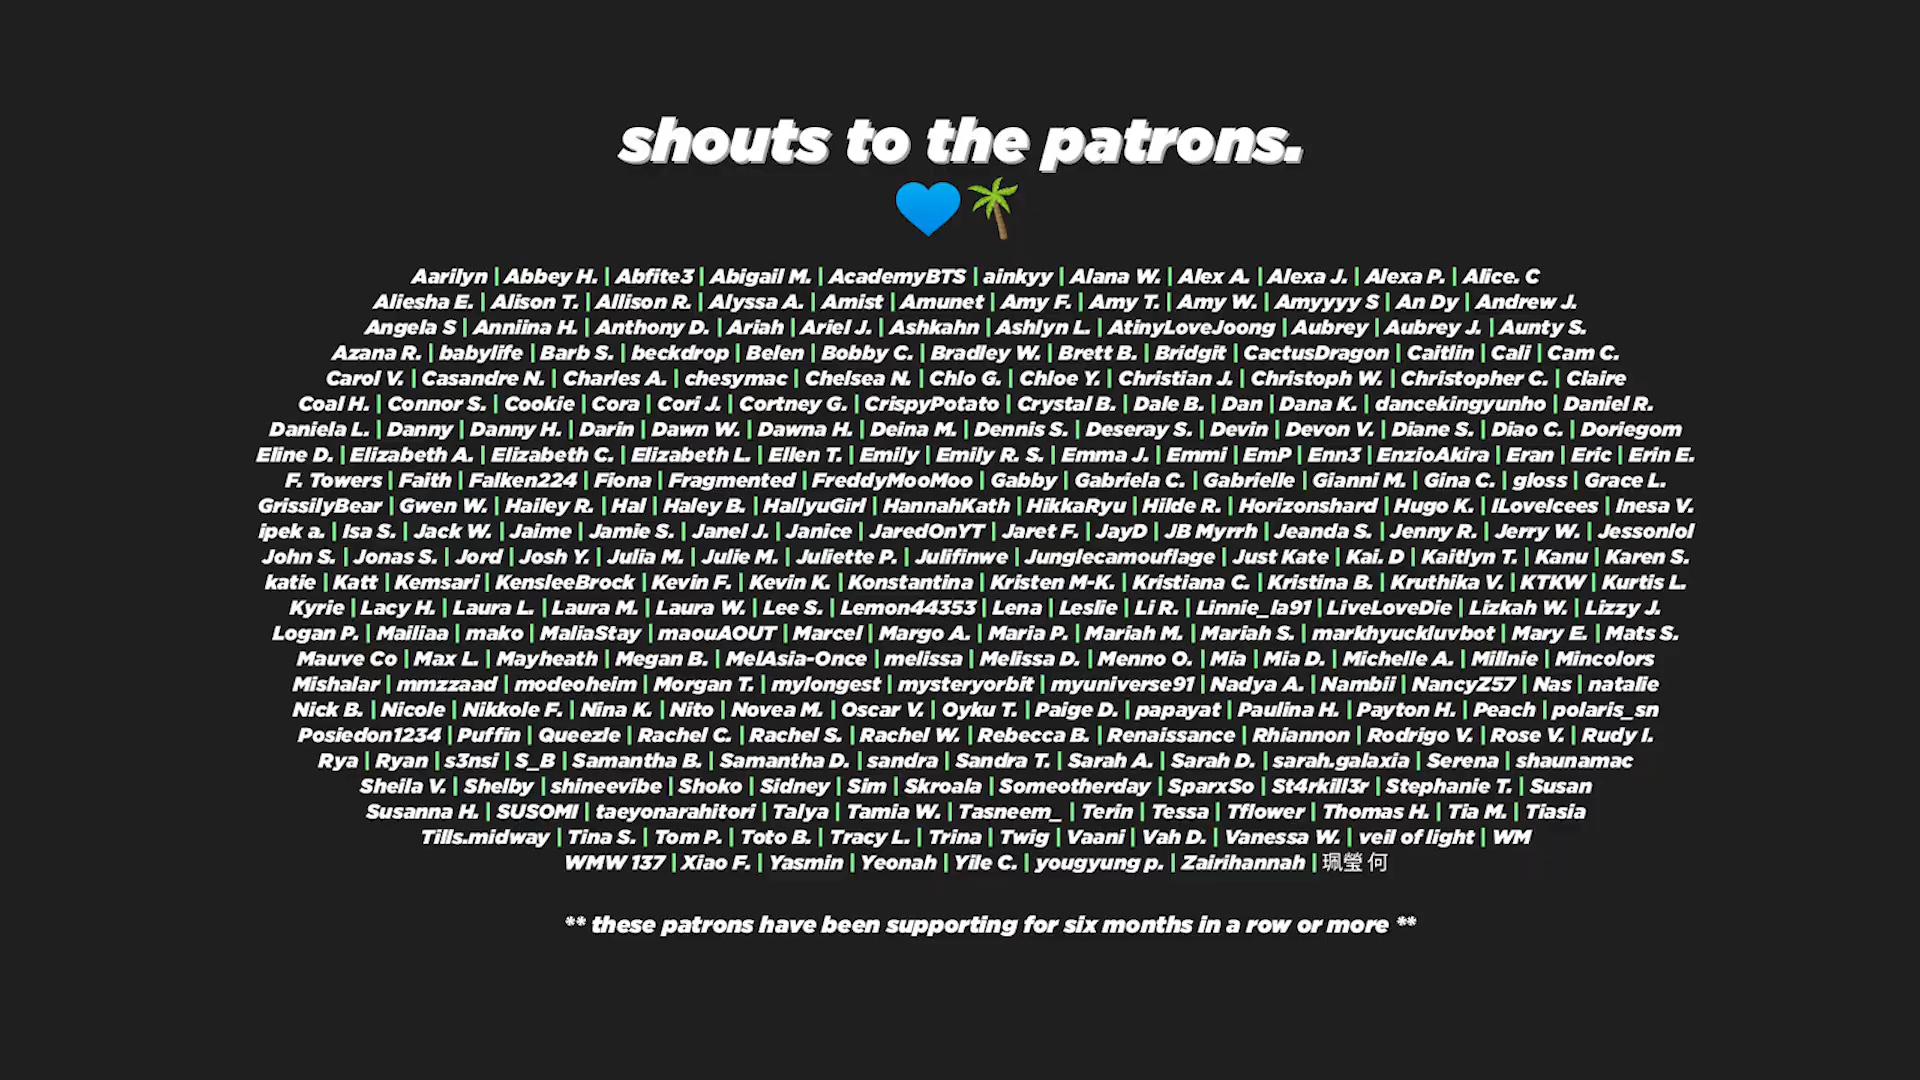 shouts to the patrons.
💙🌴
Aarilyn | Abbey H. | Abfite3 | Abigail M. | AcademyBTS | ainkyy | Alana W. | Alex A. | Alexa J. | Alexa P. | Alice. C
Aliesha E. | Alison T. | Allison R. | Alyssa A. | Amist | Amunet | Amy F. | Amy T. | Amy W. | Amyyyy S | An Dy | Andrew J.
Angela S | Anniina H. | Anthony D. | Ariah | Ariel J. | Ashkahn | Ashlyn L. | AtinyLoveJoong | Aubrey | Aubrey J. | Aunty S.
Azana R. | babylife | Barb S. | beckdrop | Belen | Bobby C. | Bradley W. | Brett B. | Bridgit | CactusDragon | Caitlin | Cali | Cam C.
Carol V. | Casandre N. | Charles A. | chesymac | Chelsea N. | Chlo G. | Chloe Y. | Christian J. | Christoph W. | Christopher C. | Claire
Coal H. | Connor S. | Cookie | Cora | Cori J. | Cortney G. | CrispyPotato | Crystal B. | Dale B. | Dan | Dana K. | dancekingyunho | Daniel R.
Daniela L. | Danny | Danny H. | Darin | Dawn W. | Dawna H. | Deina M. | Dennis S. | Deseray S. | Devin | Devon V. | Diane S. | Diao C. | Doriegom
Eline D. | Elizabeth A. | Elizabeth C. | Elizabeth L. | Ellen T. | Emily | Emily R. S. | Emma J. | Emmi | EmP | Enn3 | EnzioAkira | Eran | Eric | Erin E.
F. Towers | Faith | Falken224 | Fiona | Fragmented | FreddyMooMoo | Gabby | Gabriela C. | Gabrielle | Gianni M. | Gina C. | gloss | Grace L.
GrissilyBear | Gwen W. | Hailey R. | Hal | Haley B. | HallyuGirl | HannahKath | HikkaRyu | Hilde R. | Horizonshard | Hugo K. | ILoveIcees | Inesa V.
ipek a. | Isa S. | Jack W. | Jaime | Jamie S. | Janel J. | Janice | JaredOnYT | Jaret F. | JayD | JB Myrrh | Jeanda S. | Jenny R. | Jerry W. | Jessonlol
John S. | Jonas S. | Jord | Josh Y. | Julia M. | Julie M. | Juliette P. | Julifinwe | Junglecamouflage | Just Kate | Kai. D | Kaitlyn T. | Kanu | Karen S.
katie | Katt | Kemsari | KensleeBrock | Kevin F. | Kevin K. | Konstantina | Kristen M-K. | Kristiana C. | Kristina B. | Kruthika V. | KTKW | Kurtis L.
Kyrie | Lacy H. | Laura L. | Laura M. | Laura W. | Lee S. | Lemon44353 | Lena | Leslie | Li R. | Linnie_la91 | LiveLoveDie | Lizkah W. | Lizzy J.
Logan P. | Mailiaa | mako | MaliaStay | maouAOUT | Marcel | Margo A. | Maria P. | Mariah M. | Mariah S. | markhyuckluvbot | Mary E. | Mats S.
Mauve Co | Max L. | Mayheath | Megan B. | MelAsia-Once | melissa | Melissa D. | Menno O. | Mia | Mia D. | Michelle A. | Millnie | Mincolors
Mishalar | mmzzaad | modeoheim | Morgan T. | mylongest | mysteryorbit | myuniverse91 | Nadya A. | Nambii | NancyZ57 | Nas | natalie
Nick B. | Nicole | Nikkole F. | Nina K. | Nito | Novea M. | Oscar V. | Oyku T. | Paige D. | papayat | Paulina H. | Payton H. | Peach | polaris_sn
Posiedon1234 | Puffin | Queezle | Rachel C. | Rachel S. | Rachel W. | Rebecca B. | Renaissance | Rhiannon | Rodrigo V. | Rose V. | Rudy I.
Rya | Ryan | s3nsi | S_B | Samantha B. | Samantha D. | sandra | Sandra T. | Sarah A. | Sarah D. | sarah.galaxia | Serena | shaunamac
Sheila V. | Shelby | shineevibe | Shoko | Sidney | Sim | Skroala | Someotherday | SparxSo | St4rkill3r | Stephanie T. | Susan
Susanna H. | SUSOMI | taeyonarahitori | Talya | Tamia W. | Tasneem_ | Terin | Tessa | Tflower | Thomas H. | Tia M. | Tiasia
Tills.midway | Tina S. | Tom P. | Toto B. | Tracy L. | Trina | Twig | Vaani | Vah D. | Vanessa W. | veil of light | WM
WMW 137 | Xiao F. | Yasmin | Yeonah | Yile C. | yougyung p. | Zairihannah | 珮瑩 何
** these patrons have been supporting for six months in a row or more **